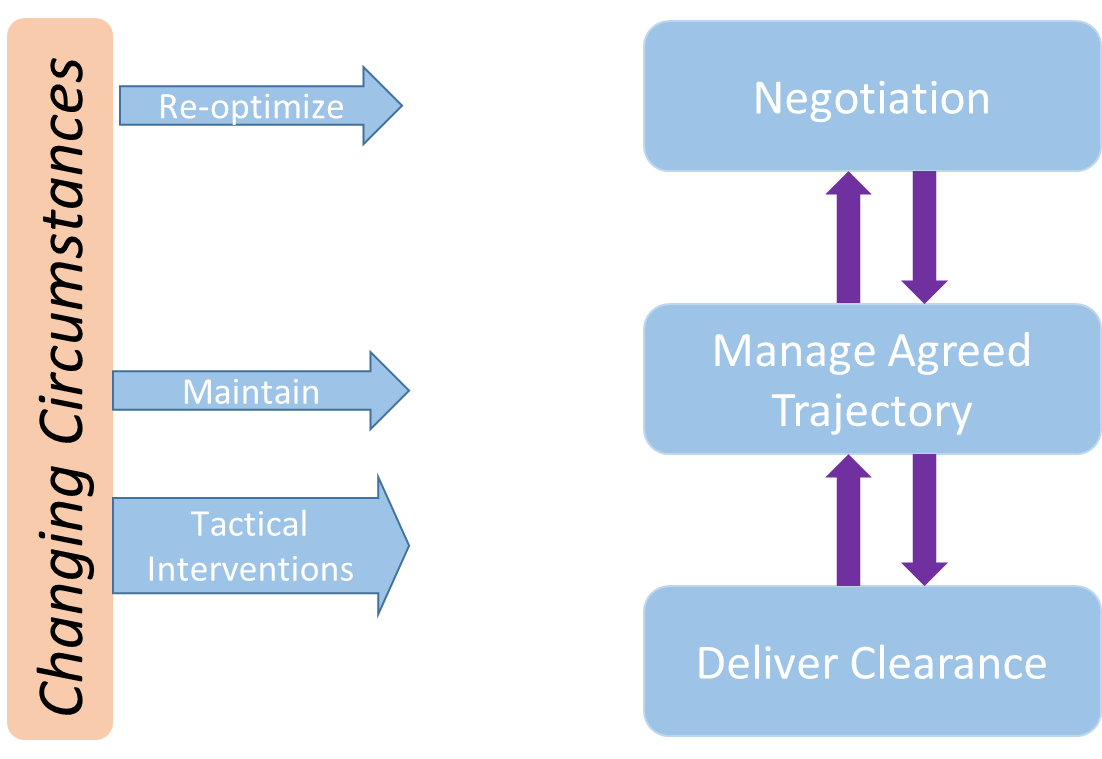 Changing Circumstances
Re-optimize
Maintain
Tactical
Interventions
Negotiation
Manage Agreed
Trajectory
Deliver Clearance